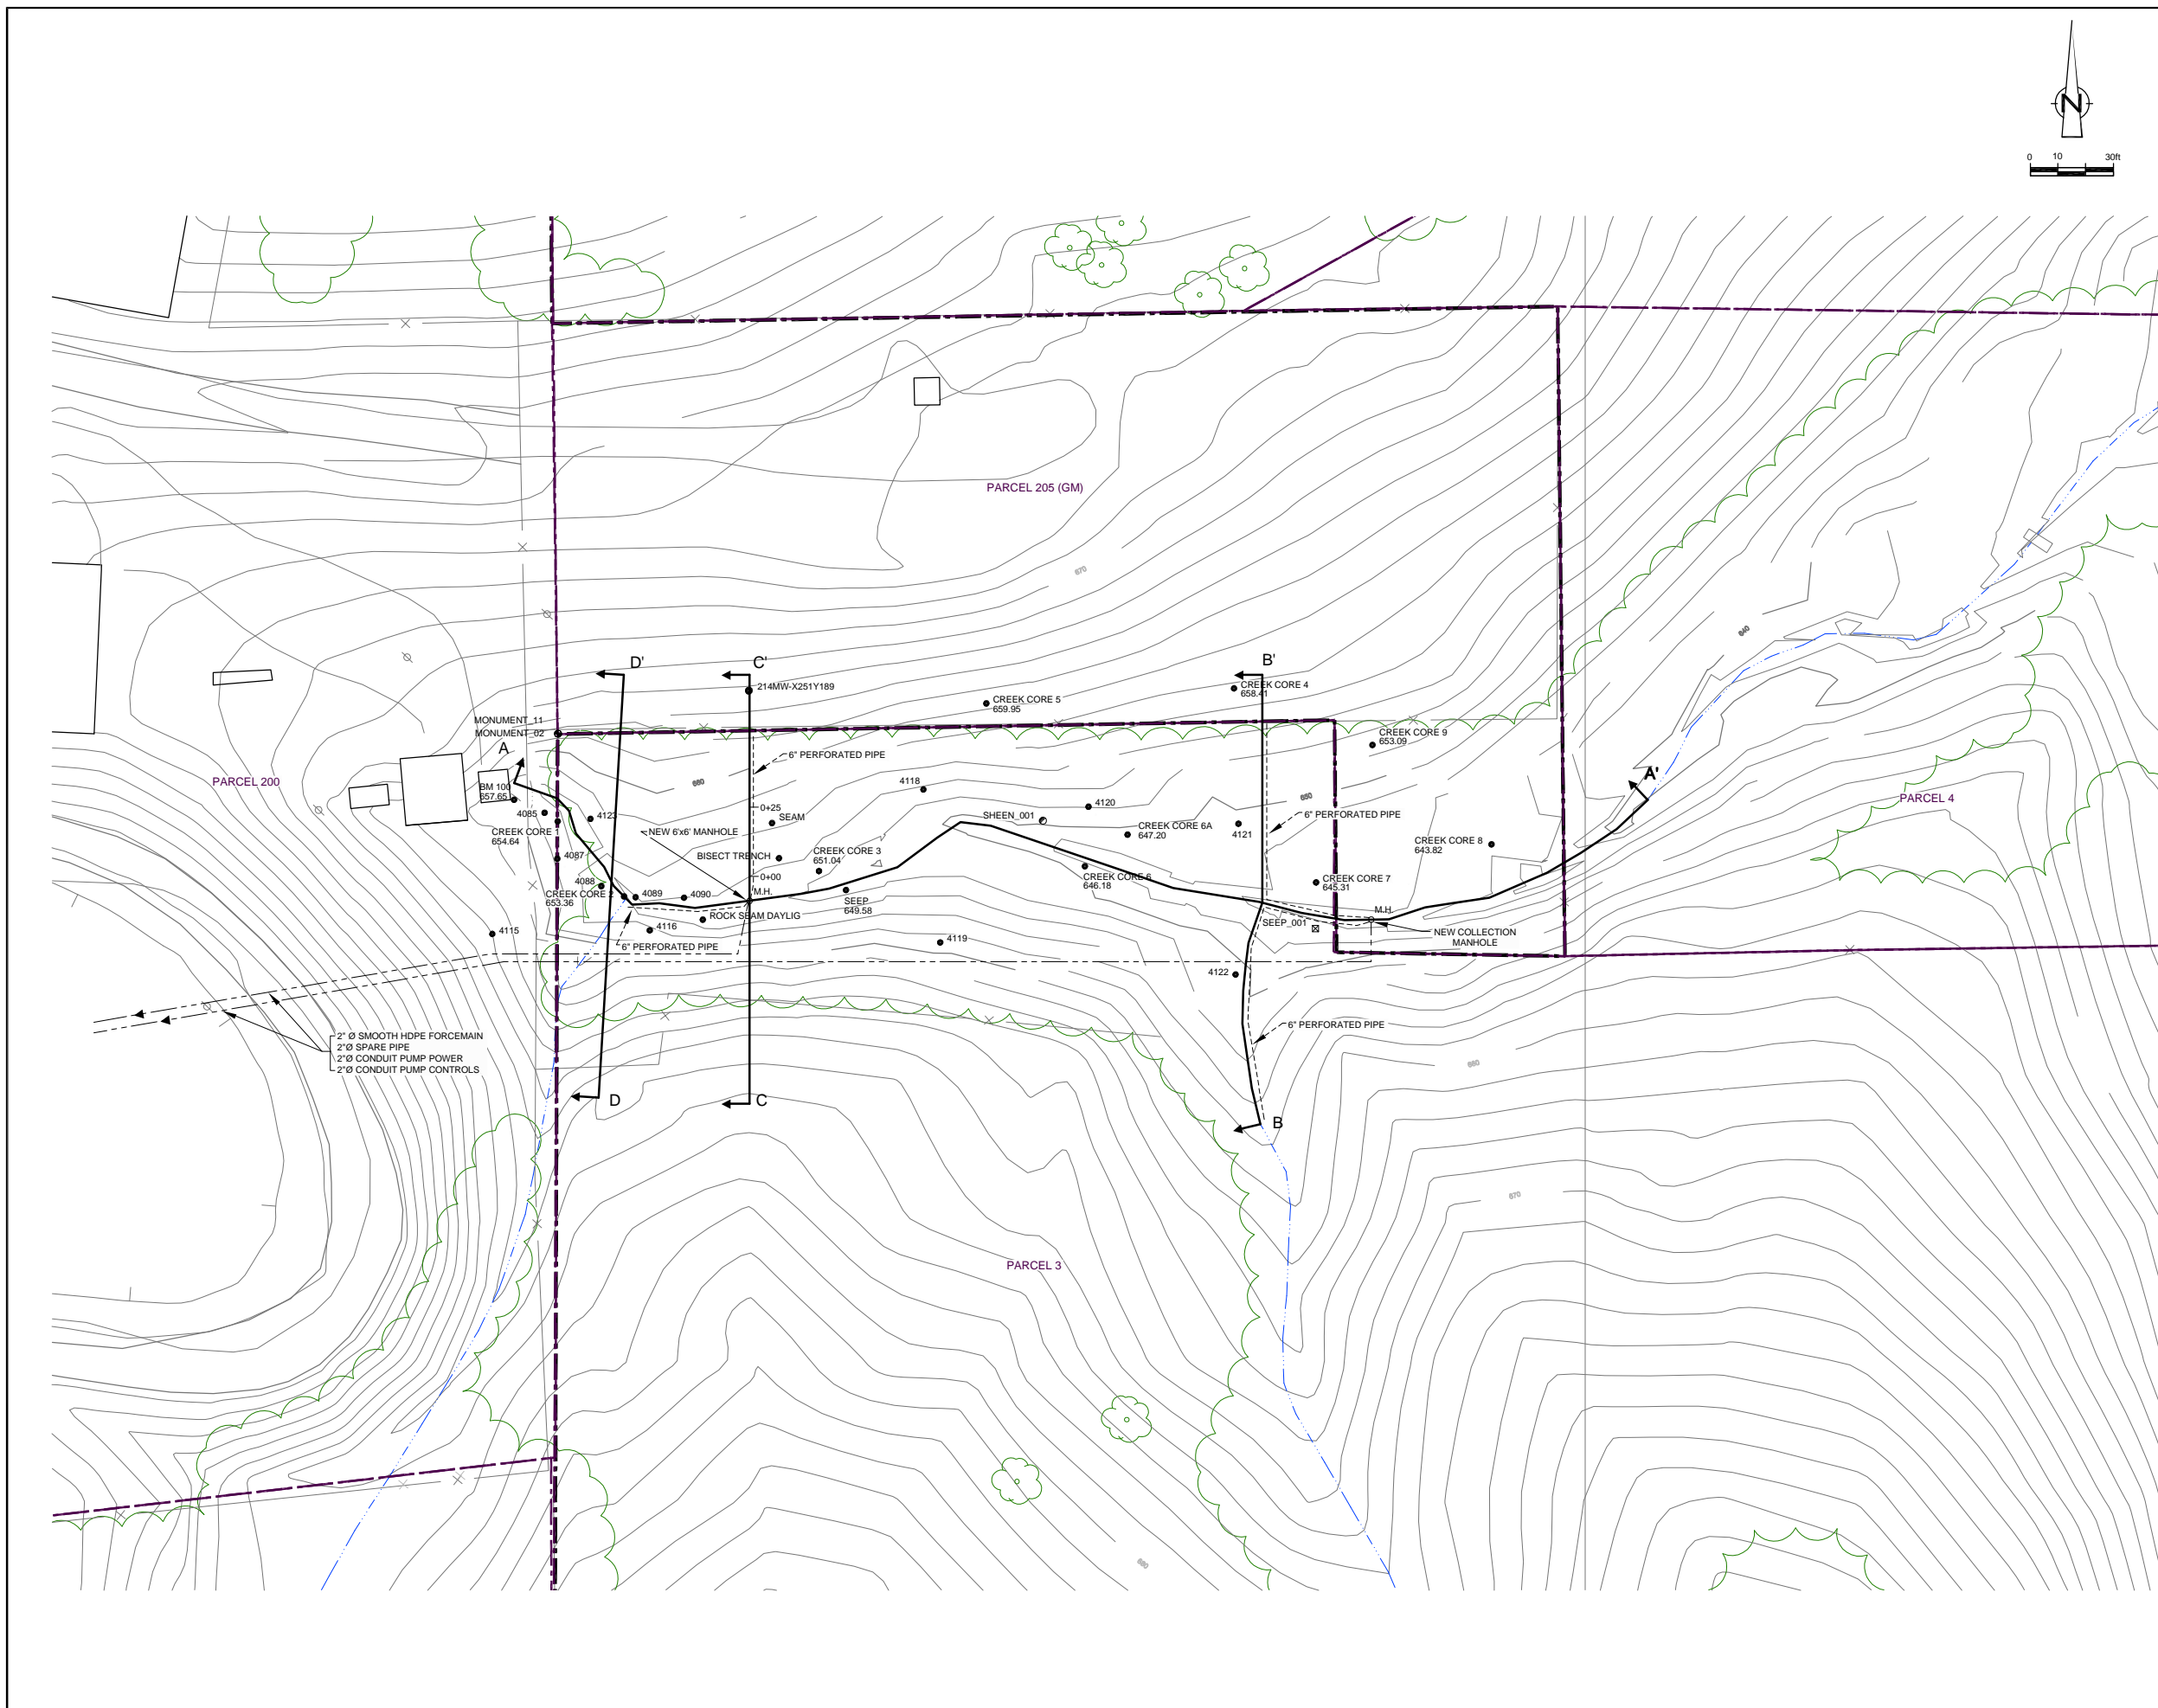 N
0 10 30ft
PARCEL 205 (GM)
670
640
D'
C'
B'
214MW-X251Y189
CREEK CORE 4
658.41
CREEK CORE 5
659.95
MONUMENT_11
MONUMENT_02
A
CREEK CORE 9
653.09
6" PERFORATED PIPE
PARCEL 200
660
A'
BM 100
657.65
4118
650
PARCEL 4
0+25
4120
4085
SEAM
SHEEN_001
6" PERFORATED PIPE
4123
CREEK CORE 1
654.64
NEW 6'x6' MANHOLE
CREEK CORE 6A
647.20
4121
CREEK CORE 8
643.82
4087
BISECT TRENCH
CREEK CORE 3
651.04
0+00
4088
CREEK CORE 2
653.36
4089
4090
M.H.
SEEP
649.58
CREEK CORE 6
646.18
CREEK CORE 7
645.31
M.H.
ROCK SEAM DAYLIG
SEEP_001
4115
4116
NEW COLLECTION
MANHOLE
6" PERFORATED PIPE
4119
4122
6" PERFORATED PIPE
2" Ø SMOOTH HDPE FORCEMAIN
2"Ø SPARE PIPE
2"Ø CONDUIT PUMP POWER
2"Ø CONDUIT PUMP CONTROLS
D
C
B
670
PARCEL 3